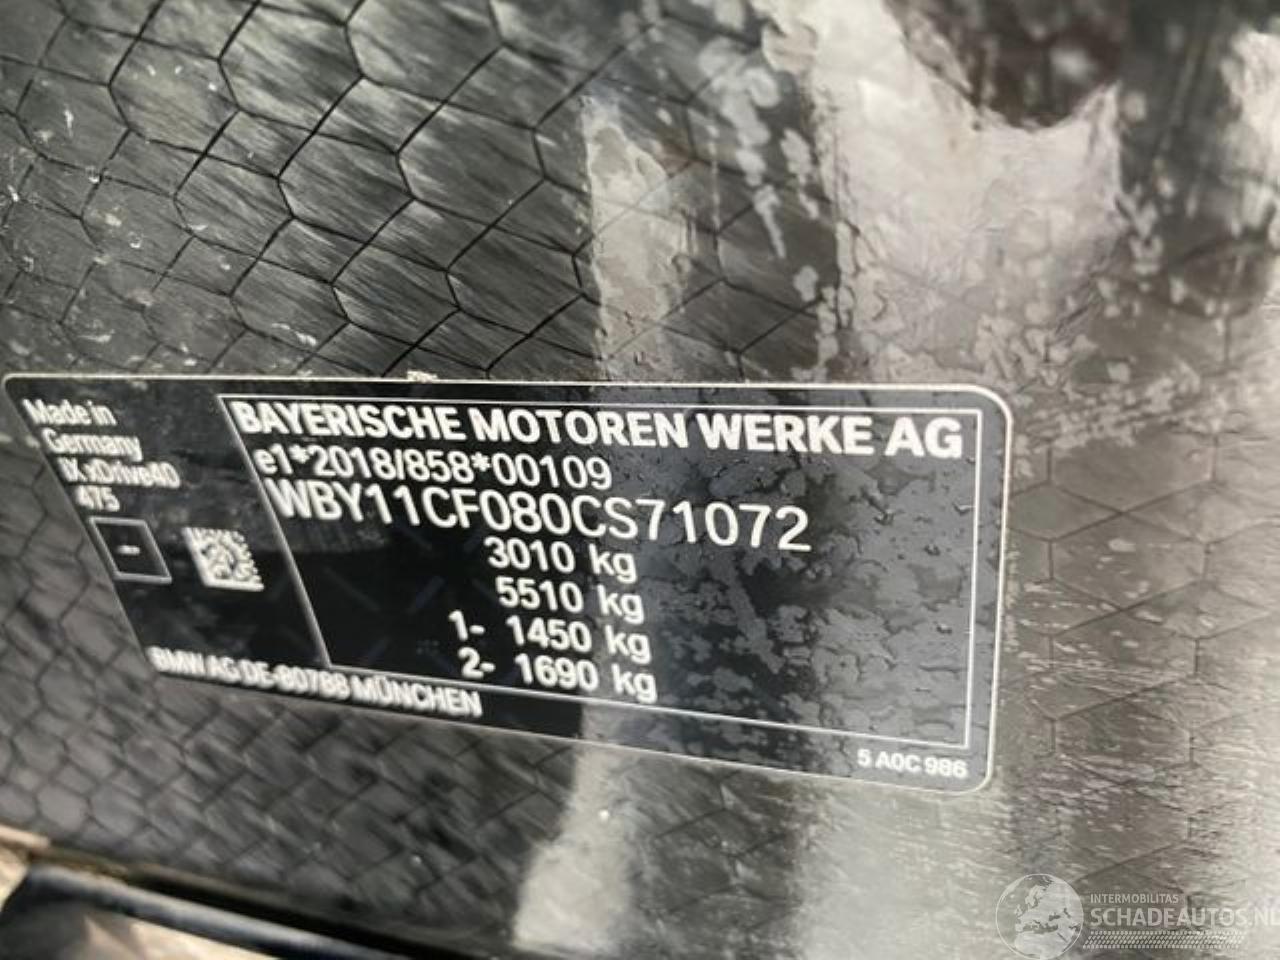 Made in
Germany
iX xDrive40
475
BAYERISCHE MOTOREN WERKE AG
e1*2018/858*00109
WBY11CF080CS71072
3010 kg
5510 kg
1- 1450 kg
2- 1690 kg
BMW AG DE-80788 MÜNCHEN
5 A0C 986
INTERMOBILITAS
SCHADEAUTOS.NL